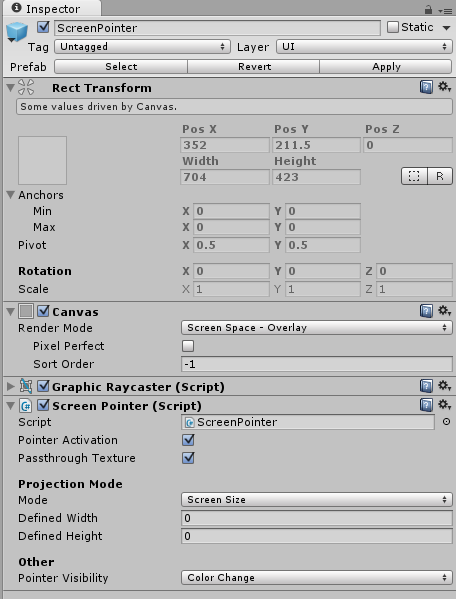 Inspector
ScreenPointer Static
Tag Untagged Layer UI
Prefab Select Revert Apply
Rect Transform
Some values driven by Canvas.
Pos X Pos Y Pos Z
352 211.5 0
Width Height
704 423
R
Anchors
Min X 0 Y 0
Max X 0 Y 0
Pivot X 0.5 Y 0.5
Rotation X 0 Y 0 Z 0
Scale X 1 Y 1 Z 1
Canvas
Render Mode Screen Space - Overlay
Pixel Perfect
Sort Order -1
Graphic Raycaster (Script)
Screen Pointer (Script)
Script ScreenPointer
Pointer Activation
Passthrough Texture
Projection Mode
Mode Screen Size
Defined Width 0
Defined Height 0
Other
Pointer Visibility Color Change